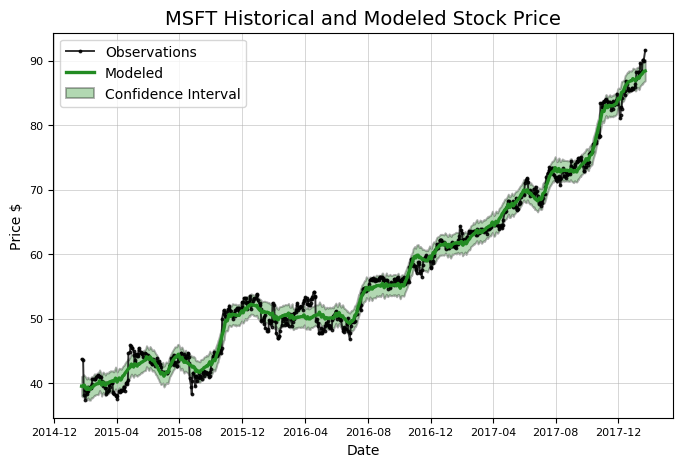 MSFT Historical and Modeled Stock Price
Observations
Modeled
Confidence Interval
Price $
90
80
70
60
50
40
2014-12 2015-04 2015-08 2015-12 2016-04 2016-08 2016-12 2017-04 2017-08 2017-12
Date